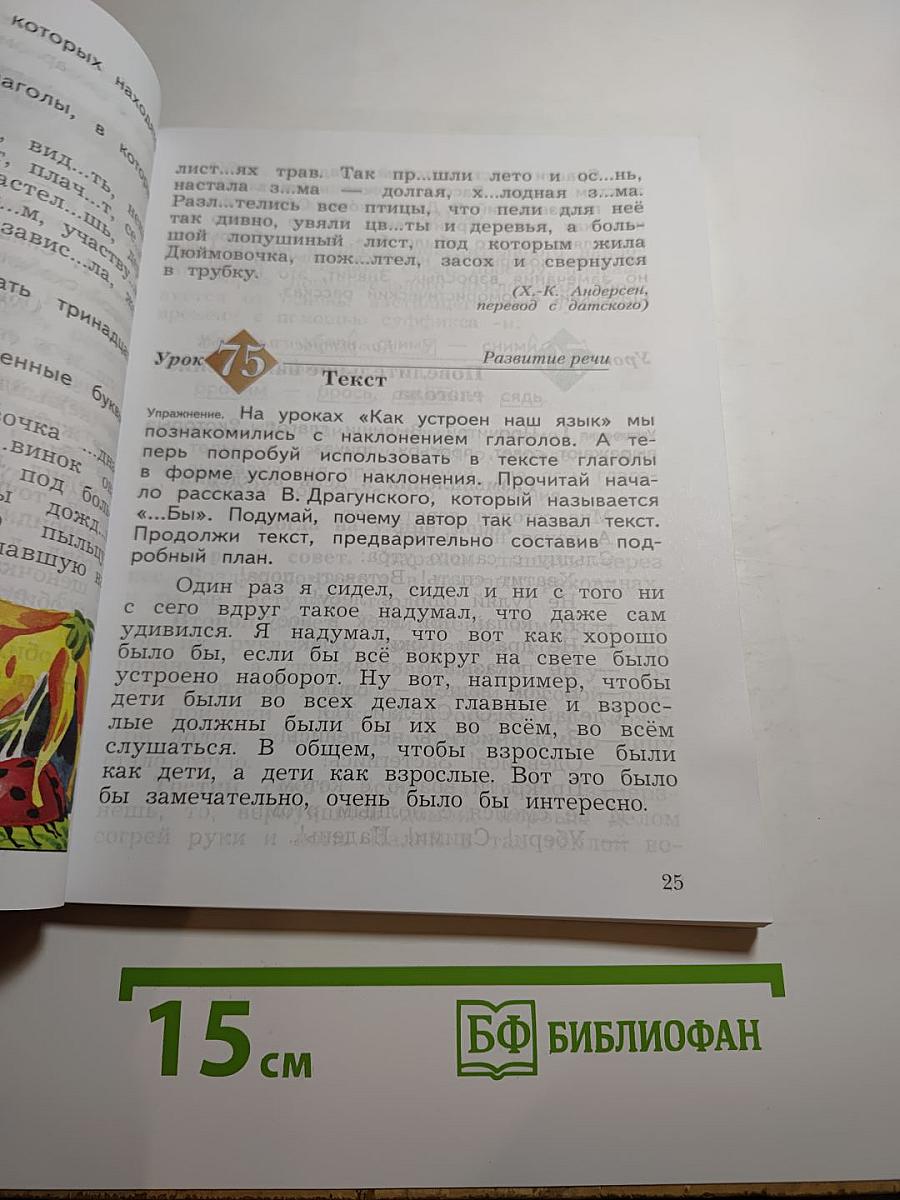 которых
аголы, в
вид...ть,
плач...т,
астел...шь,
...м, участву...
завис...ла,
ать тринадца
енные букв
вочка
...винок
под боль
ы дожд...
пыльц
павшую в
лист...ях трав. Так пр...шли лето и ос...нь,
настала з...ма — долгая, х...лодная з...ма.
Разл...телись все птицы, что пели для неё
так дивно, увяли цв...ты и деревья, а боль-
шой лопушиный лист, под которым жила
Дюймовочка, пож...лтел, засох и свернулся
в трубку.
(Х.-К. Андерсен,
перевод с датского)
Урок 75 Развитие речи
Текст
Упражнение. На уроках «Как устроен наш язык» мы
познакомились с наклонением глаголов. А те-
перь попробуй использовать в тексте глаголы
в форме условного наклонения. Прочитай нача-
ло рассказа В. Драгунского, который называется
«...Бы». Подумай, почему автор так назвал текст.
Продолжи текст, предварительно составив под-
робный план.
Один раз я сидел, сидел и ни с того ни
с сего вдруг такое надумал, что даже сам
удивился. Я надумал, что вот как хорошо
было бы, если бы всё вокруг на свете было
устроено наоборот. Ну вот, например, чтобы
дети были во всех делах главные и взрос-
лые должны были бы их во всём, во всём
слушаться. В общем, чтобы взрослые были
как дети, а дети как взрослые. Вот это было
бы замечательно, очень было бы интересно.
25
15 см
БФ БИБЛИОФАН